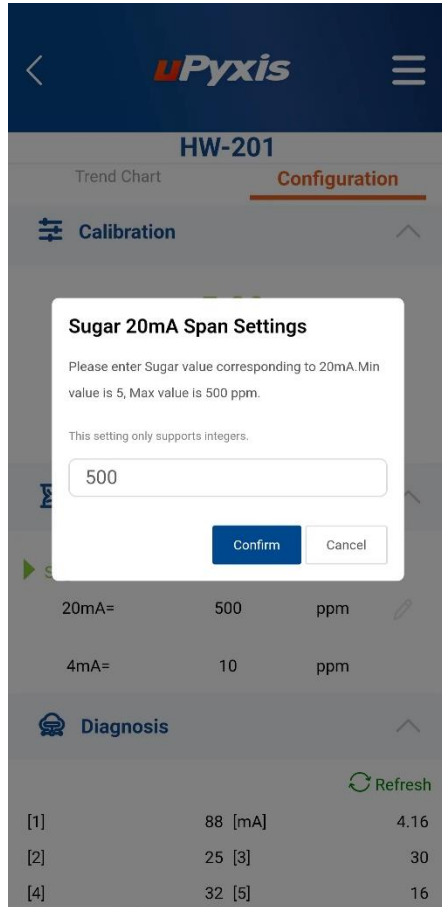 uPyxis
HW-201
Trend Chart Configuration
Calibration
Sugar 20mA Span Settings
Please enter Sugar value corresponding to 20mA.Min
value is 5, Max value is 500 ppm.
This setting only supports integers.
500
Confirm Cancel
20mA= 500 ppm
4mA= 10 ppm
Diagnosis
Refresh
[1] 88 [mA] 4.16
[2] 25 [3] 30
[4] 32 [5] 16